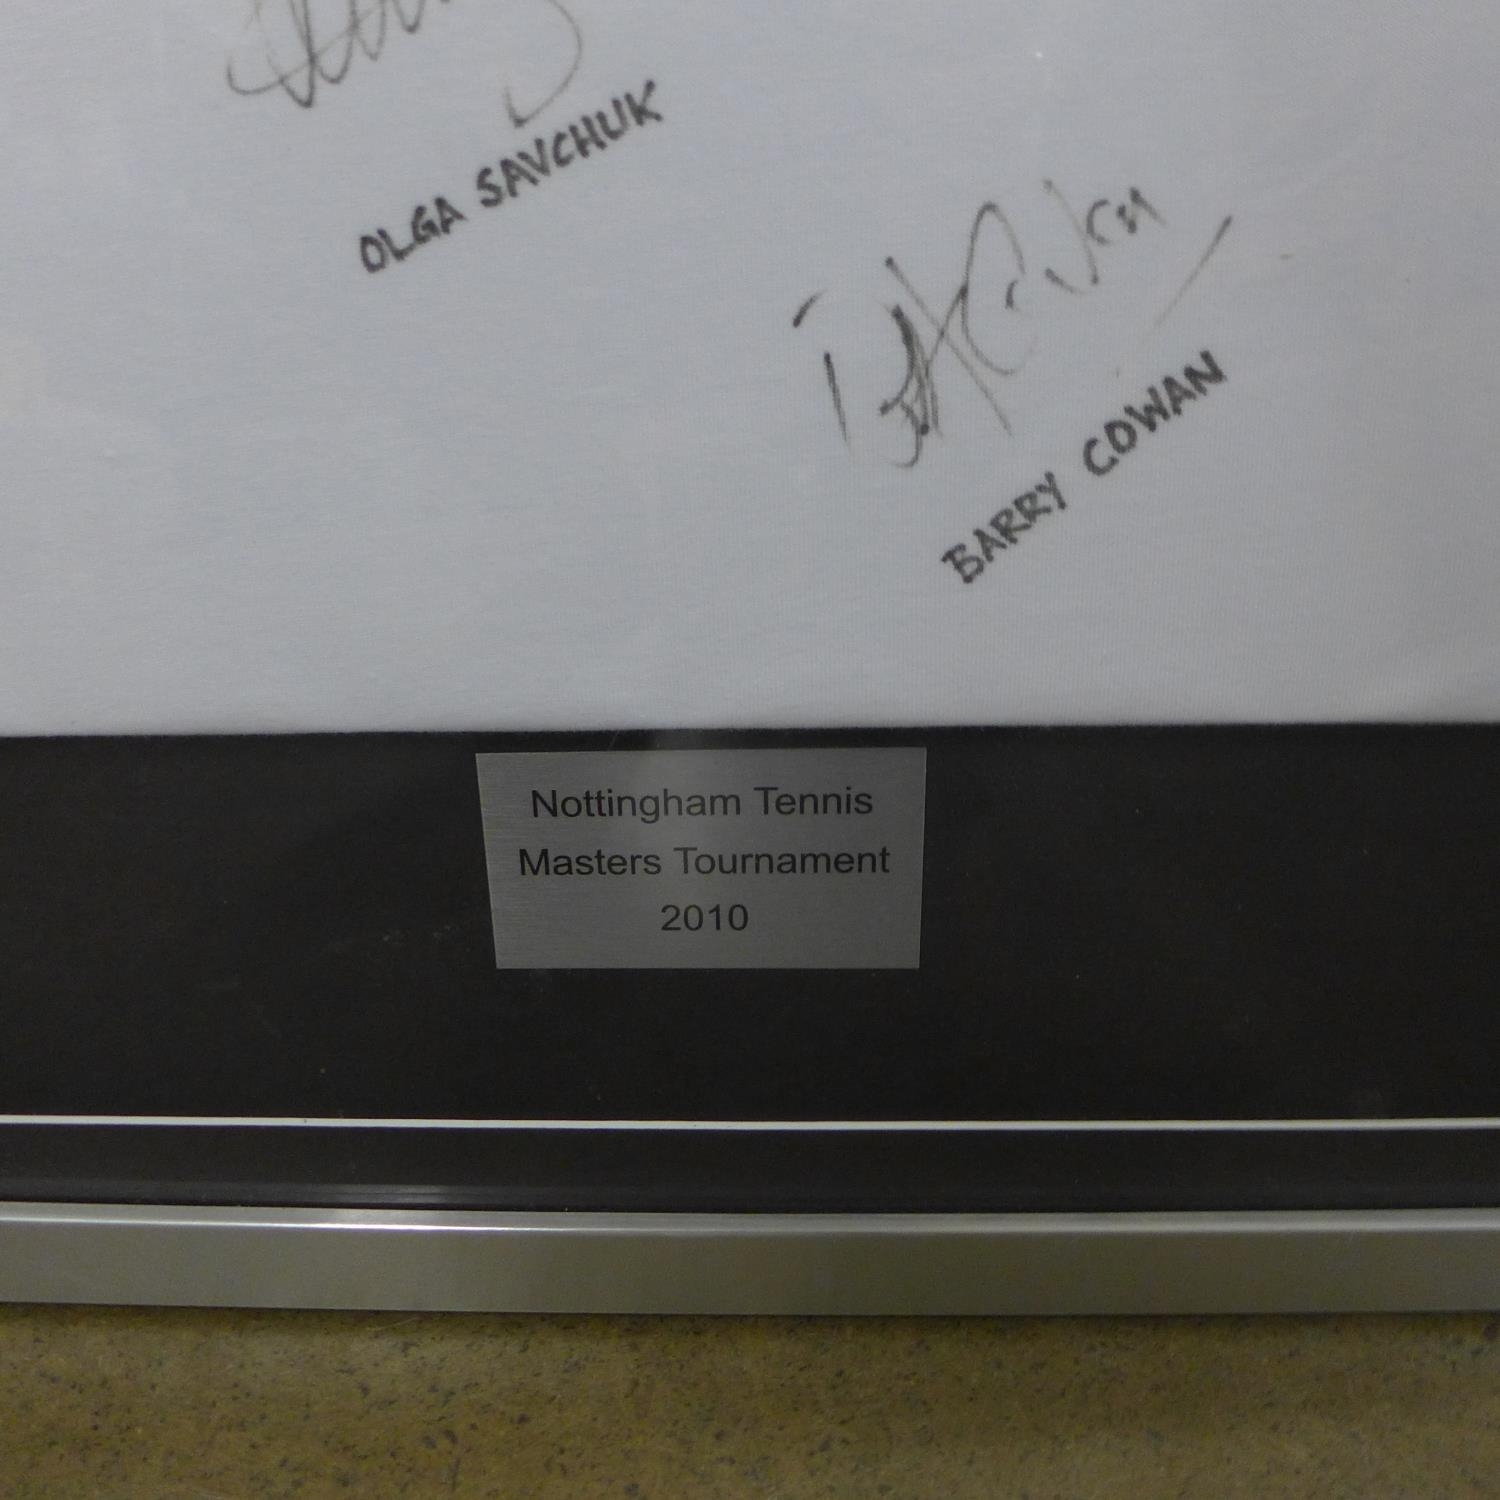 OLGA SAVCHUK
BARRY COWAN
Nottingham Tennis
Masters Tournament
2010